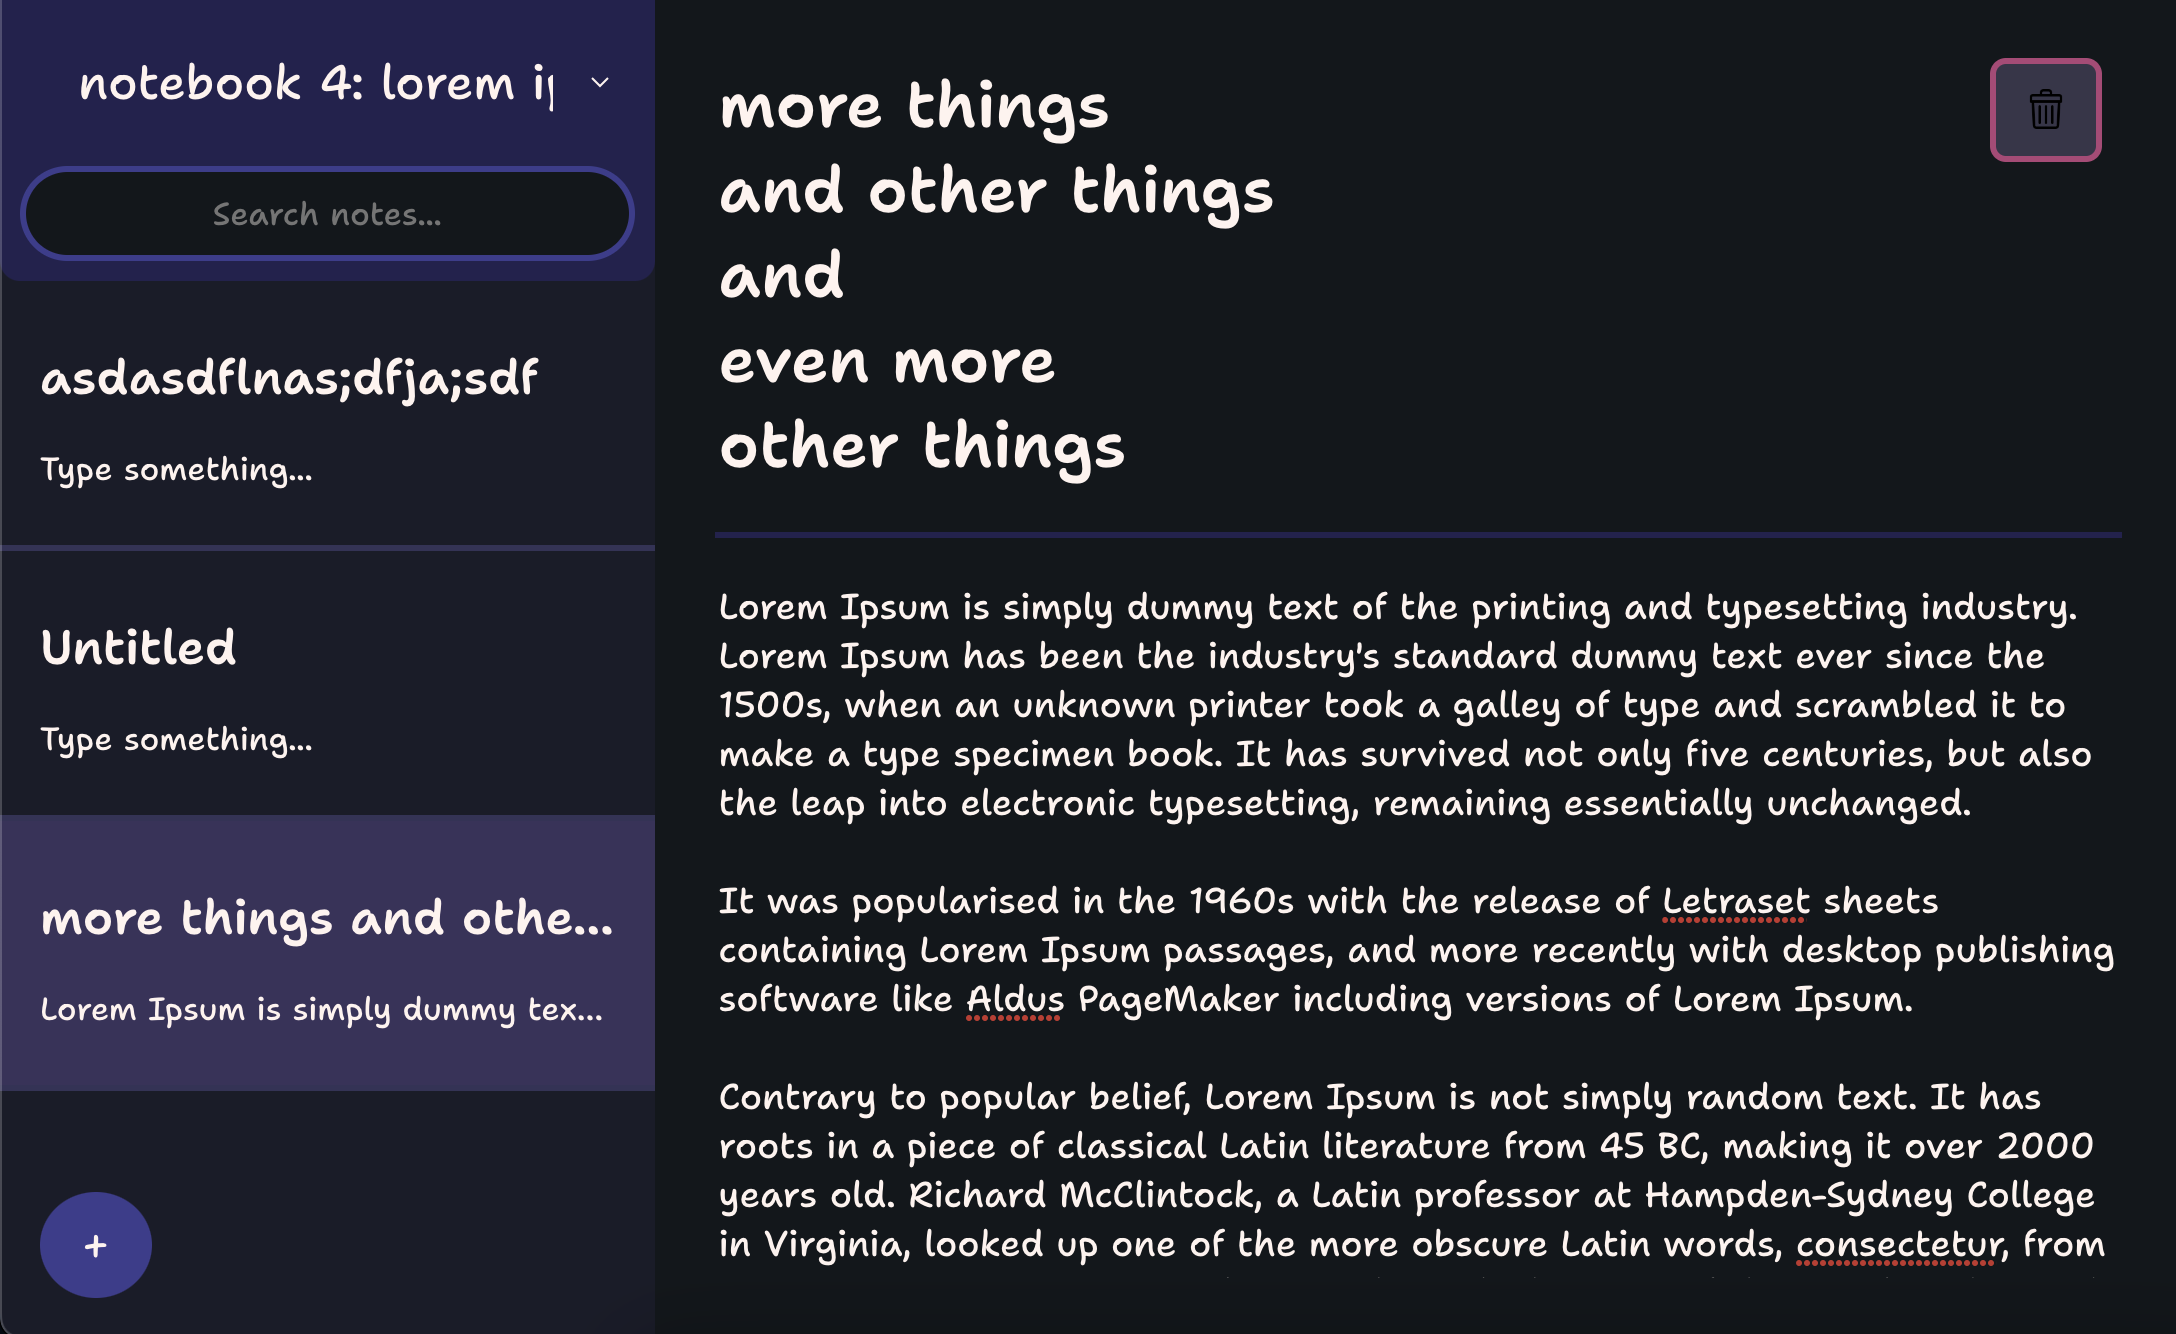 notebook 4: lorem
Search notes...
asdasdflnas;dfja;sdf
Type something...
Untitled
Type something...
more things and othe...
Lorem Ipsum is simply dummy tex...
+
more things
and other things
and
even more
other things
Lorem Ipsum is simply dummy text of the printing and typesetting industry.
Lorem Ipsum has been the industry's standard dummy text ever since the
1500s, when an unknown printer took a galley of type and scrambled it to
make a type specimen book. It has survived not only five centuries, but also
the leap into electronic typesetting, remaining essentially unchanged.
It was popularised in the 1960s with the release of Letraset sheets
containing Lorem Ipsum passages, and more recently with desktop publishing
software like Aldus PageMaker including versions of Lorem Ipsum.
Contrary to popular belief, Lorem Ipsum is not simply random text. It has
roots in a piece of classical Latin literature from 45 BC, making it over 2000
years old. Richard McClintock, a Latin professor at Hampden-Sydney College
in Virginia, looked up one of the more obscure Latin words, consectetur, from